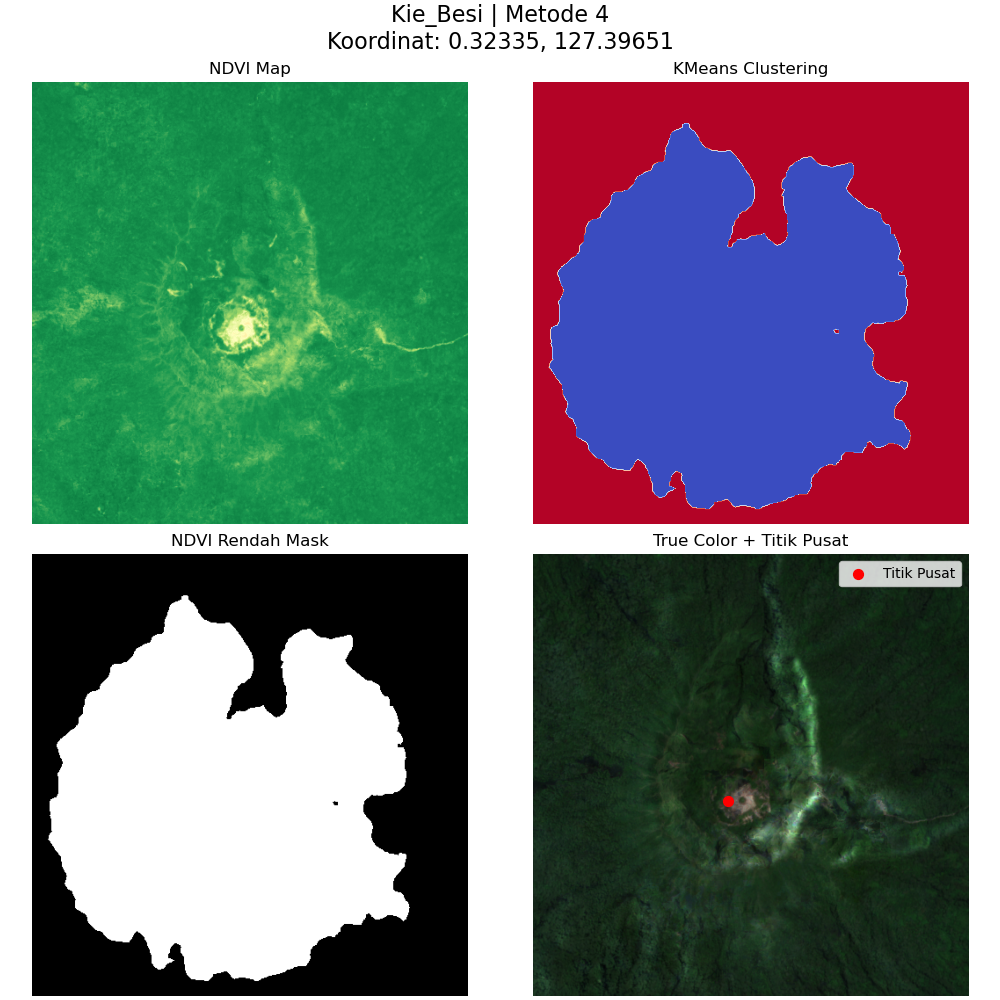 Kie_Besi | Metode 4
Koordinat: 0.32335, 127.39651
NDVI Map
KMeans Clustering
NDVI Rendah Mask
True Color + Titik Pusat
Titik Pusat